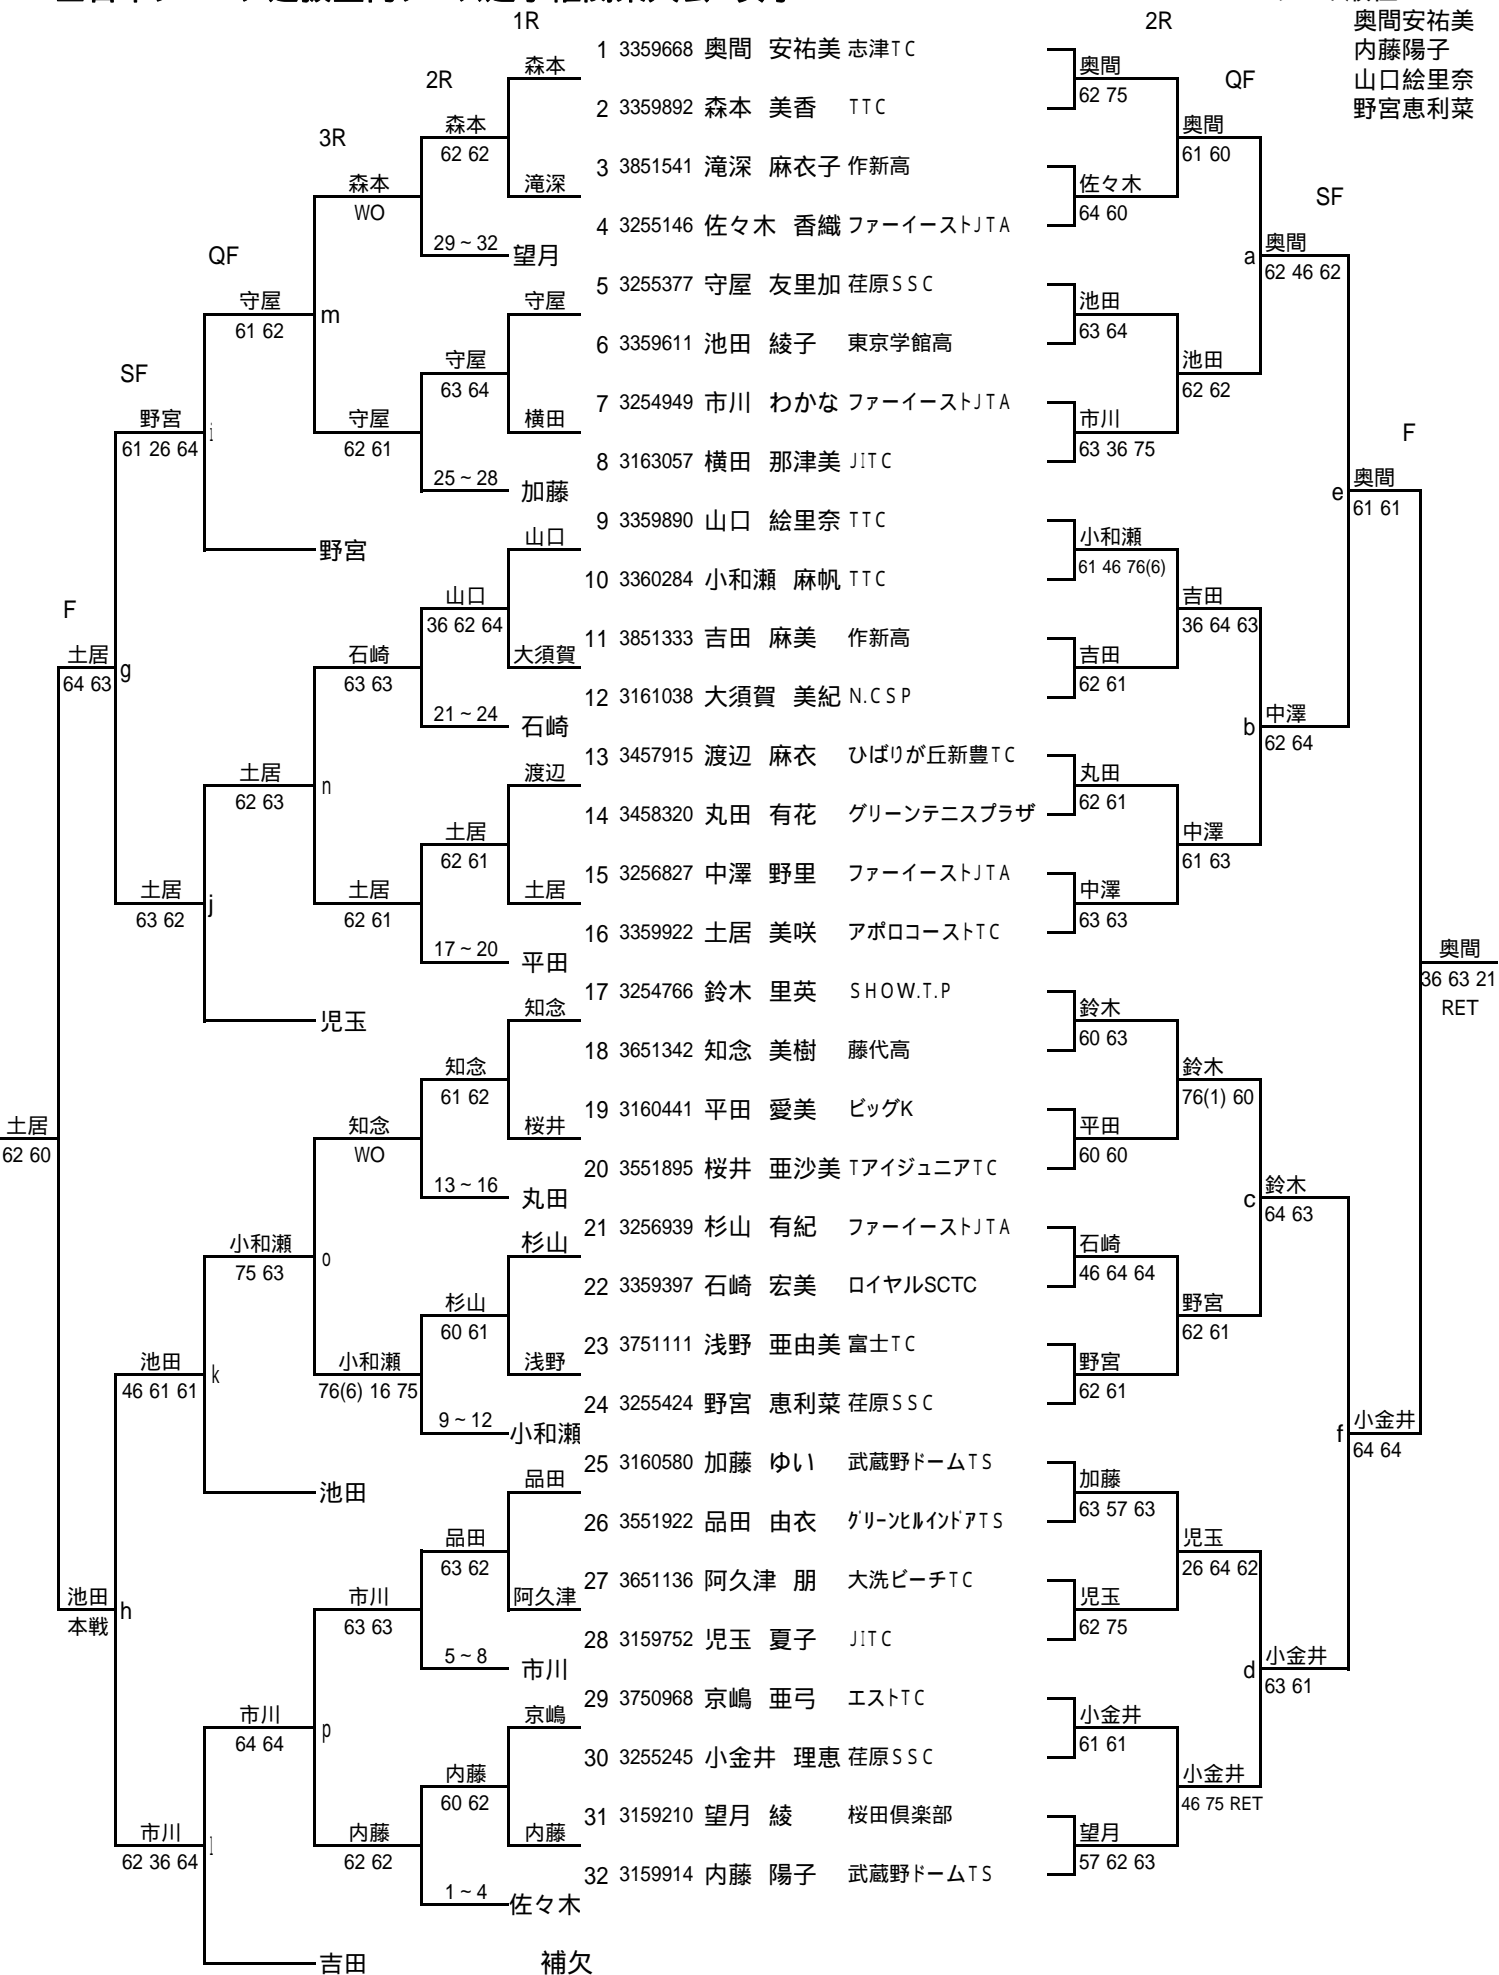 1R
2R
奥間安祐美
内藤陽子
山口絵里奈
野宮恵利菜
1 3359668 奥間 安祐美 志津TC
森本
奥間
2R
QF
62 75
2 3359892 森本 美香 TTC
森本
奥間
3R
62 62
61 60
3 3851541 滝深 麻衣子 作新高
森本
滝深
佐々木
SF
WO
64 60
4 3255146 佐々木 香織 ファーイーストJTA
29~32
望月
奥間
QF
a
62 46 62
5 3255377 守屋 友里加 荏原SSC
守屋
守屋
池田
61 62
m
63 64
6 3359611 池田 綾子 東京学館高
守屋
池田
SF
63 64
62 62
7 3254949 市川 わかな ファーイーストJTA
野宮
守屋
横田
市川
F
61 26 64
i
62 61
63 36 75
8 3163057 横田 那津美 JITC
25~28
加藤
奥間
e
61 61
9 3359890 山口 絵里奈 TTC
野宮
山口
小和瀬
61 46 76(6)
10 3360284 小和瀬 麻帆 TTC
山口
吉田
F
36 62 64
36 64 63
11 3851333 吉田 麻美 作新高
土居
石崎
大須賀
吉田
64 63
g
63 63
62 61
12 3161038 大須賀 美紀 N.CSP
21~24
石崎
中澤
b
62 64
13 3457915 渡辺 麻衣 ひばりが丘新豊TC
土居
渡辺
丸田
62 63
n
62 61
14 3458320 丸田 有花 グリーンテニスプラザ
土居
中澤
62 61
61 63
15 3256827 中澤 野里 ファーイーストJTA
土居
土居
土居
中澤
63 62
j
62 61
63 63
16 3359922 土居 美咲 アポロコーストTC
17~20
平田
奥間
36 63 21
RET
17 3254766 鈴木 里英 SHOW.T.P
児玉
知念
鈴木
60 63
18 3651342 知念 美樹 藤代高
知念
鈴木
61 62
76(1) 60
19 3160441 平田 愛美 ビッグK
土居
知念
桜井
平田
62 60
WO
60 60
20 3551895 桜井 亜沙美 TアイジュニアTC
13~16
丸田
鈴木
c
64 63
21 3256939 杉山 有紀 ファーイーストJTA
小和瀬
杉山
石崎
75 63
o
46 64 64
22 3359397 石崎 宏美 ロイヤルSCTC
杉山
野宮
60 61
62 61
23 3751111 浅野 亜由美 富士TC
池田
小和瀬
浅野
野宮
46 61 61
k
76(6) 16 75
62 61
24 3255424 野宮 恵利菜 荏原SSC
9~12
小和瀬
小金井
f
64 64
25 3160580 加藤 ゆい 武蔵野ドームTS
池田
品田
加藤
63 57 63
26 3551922 品田 由衣 グリーンヒルインドアTS
品田
児玉
63 62
26 64 62
27 3651136 阿久津 朋 大洗ビーチTC
池田
市川
阿久津
児玉
本戦
h
63 63
62 75
28 3159752 児玉 夏子 JITC
5~8
市川
小金井
d
63 61
29 3750968 京嶋 亜弓 エストTC
市川
京嶋
小金井
64 64
p
61 61
30 3255245 小金井 理恵 荏原SSC
内藤
小金井
60 62
46 75 RET
31 3159210 望月 綾 桜田倶楽部
市川
内藤
内藤
望月
62 36 64
l
62 62
57 62 63
32 3159914 内藤 陽子 武蔵野ドームTS
1~4
佐々木
吉田
補欠